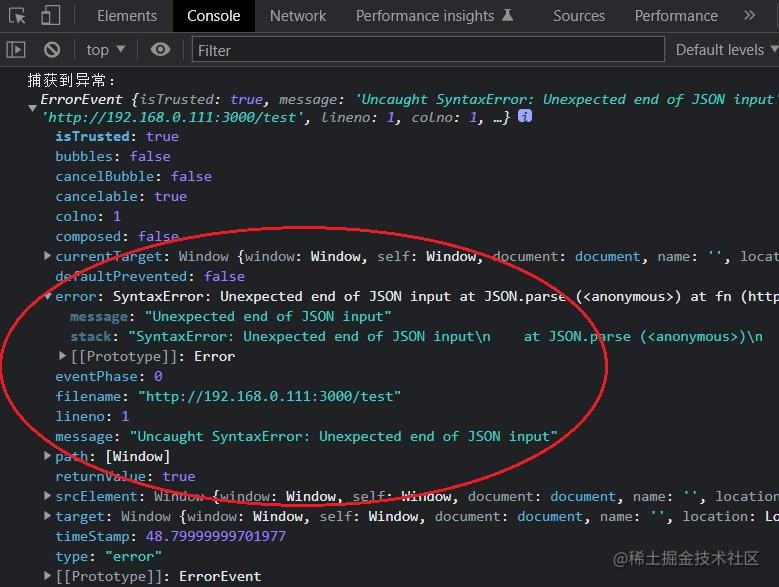 Elements Console Network Performance insights Sources Performance »
top Filter Default levels
捕获到异常:
ErrorEvent {isTrusted: true, message: 'Uncaught SyntaxError: Unexpected end of JSON input'
'http://192.168.0.111:3000/test', lineno: 1, colno: 1, …} i
isTrusted: true
bubbles: false
cancelBubble: false
cancelable: true
colno: 1
composed: false
currentTarget: Window {window: Window, self: Window, document: document, name: '', locat
defaultPrevented: false
error: SyntaxError: Unexpected end of JSON input at JSON.parse (<anonymous>) at fn (http
message: "Unexpected end of JSON input"
stack: "SyntaxError: Unexpected end of JSON input\n    at JSON.parse (<anonymous>)\n
[[Prototype]]: Error
eventPhase: 0
filename: "http://192.168.0.111:3000/test"
lineno: 1
message: "Uncaught SyntaxError: Unexpected end of JSON input"
path: [Window]
returnValue: true
srcElement: Window {window: Window, self: Window, document: document, name: '', location
target: Window {window: Window, self: Window, document: document, name: '', location: Lo
timeStamp: 48.79999999701977
type: "error"
[[Prototype]]: ErrorEvent
@稀土掘金技术社区